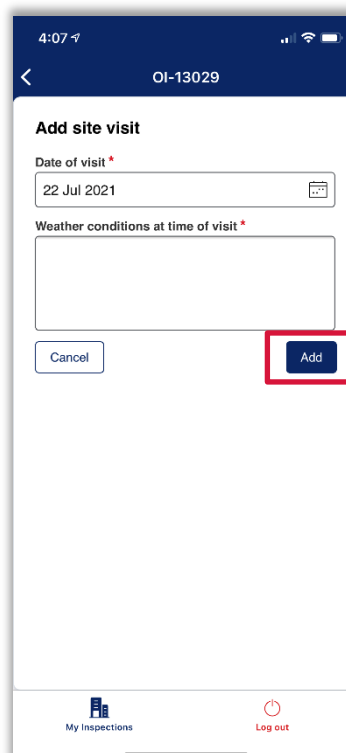 4:07
OI-13029
Add site visit
Date of visit *
22 Jul 2021
Weather conditions at time of visit *
Cancel
Add
My Inspections
Log out